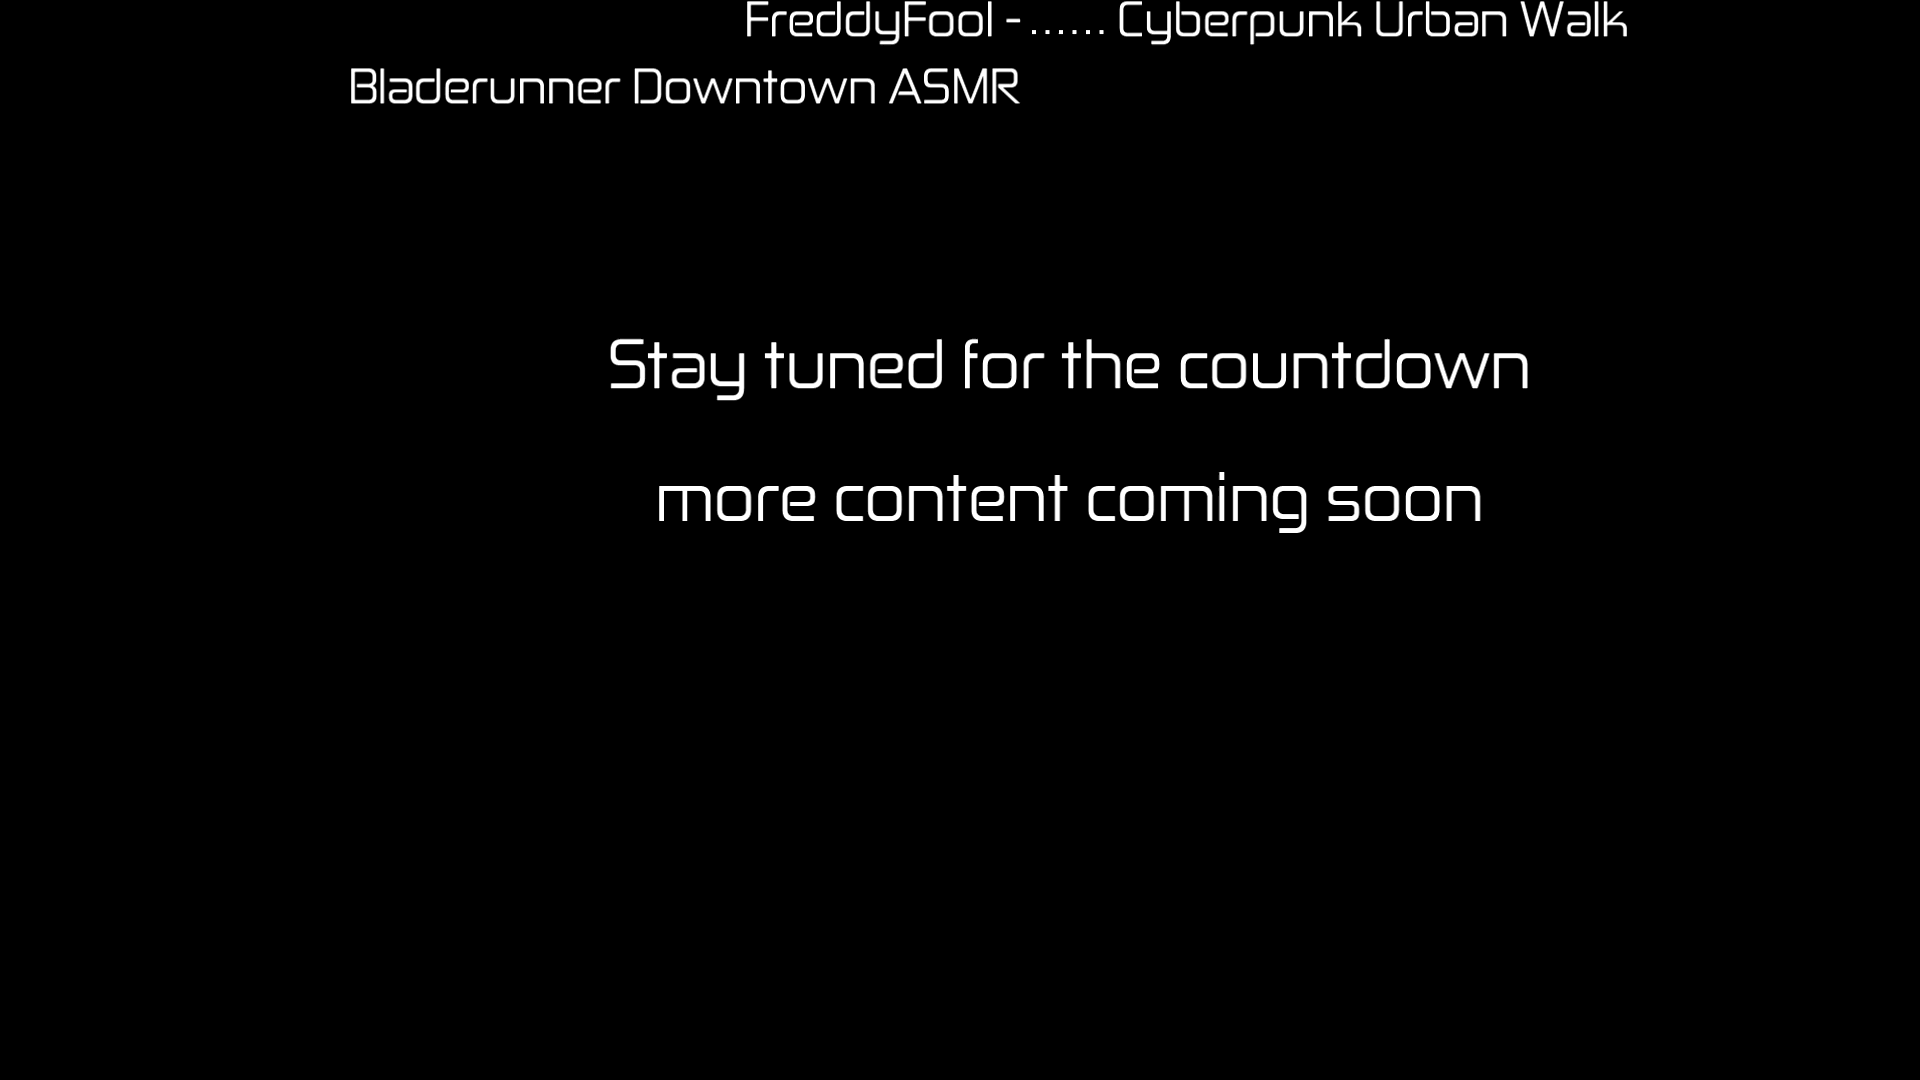 FreddyFool - ...... Cyberpunk Urban Walk
Bladerunner Downtown ASMR
Stay tuned for the countdown
more content coming soon